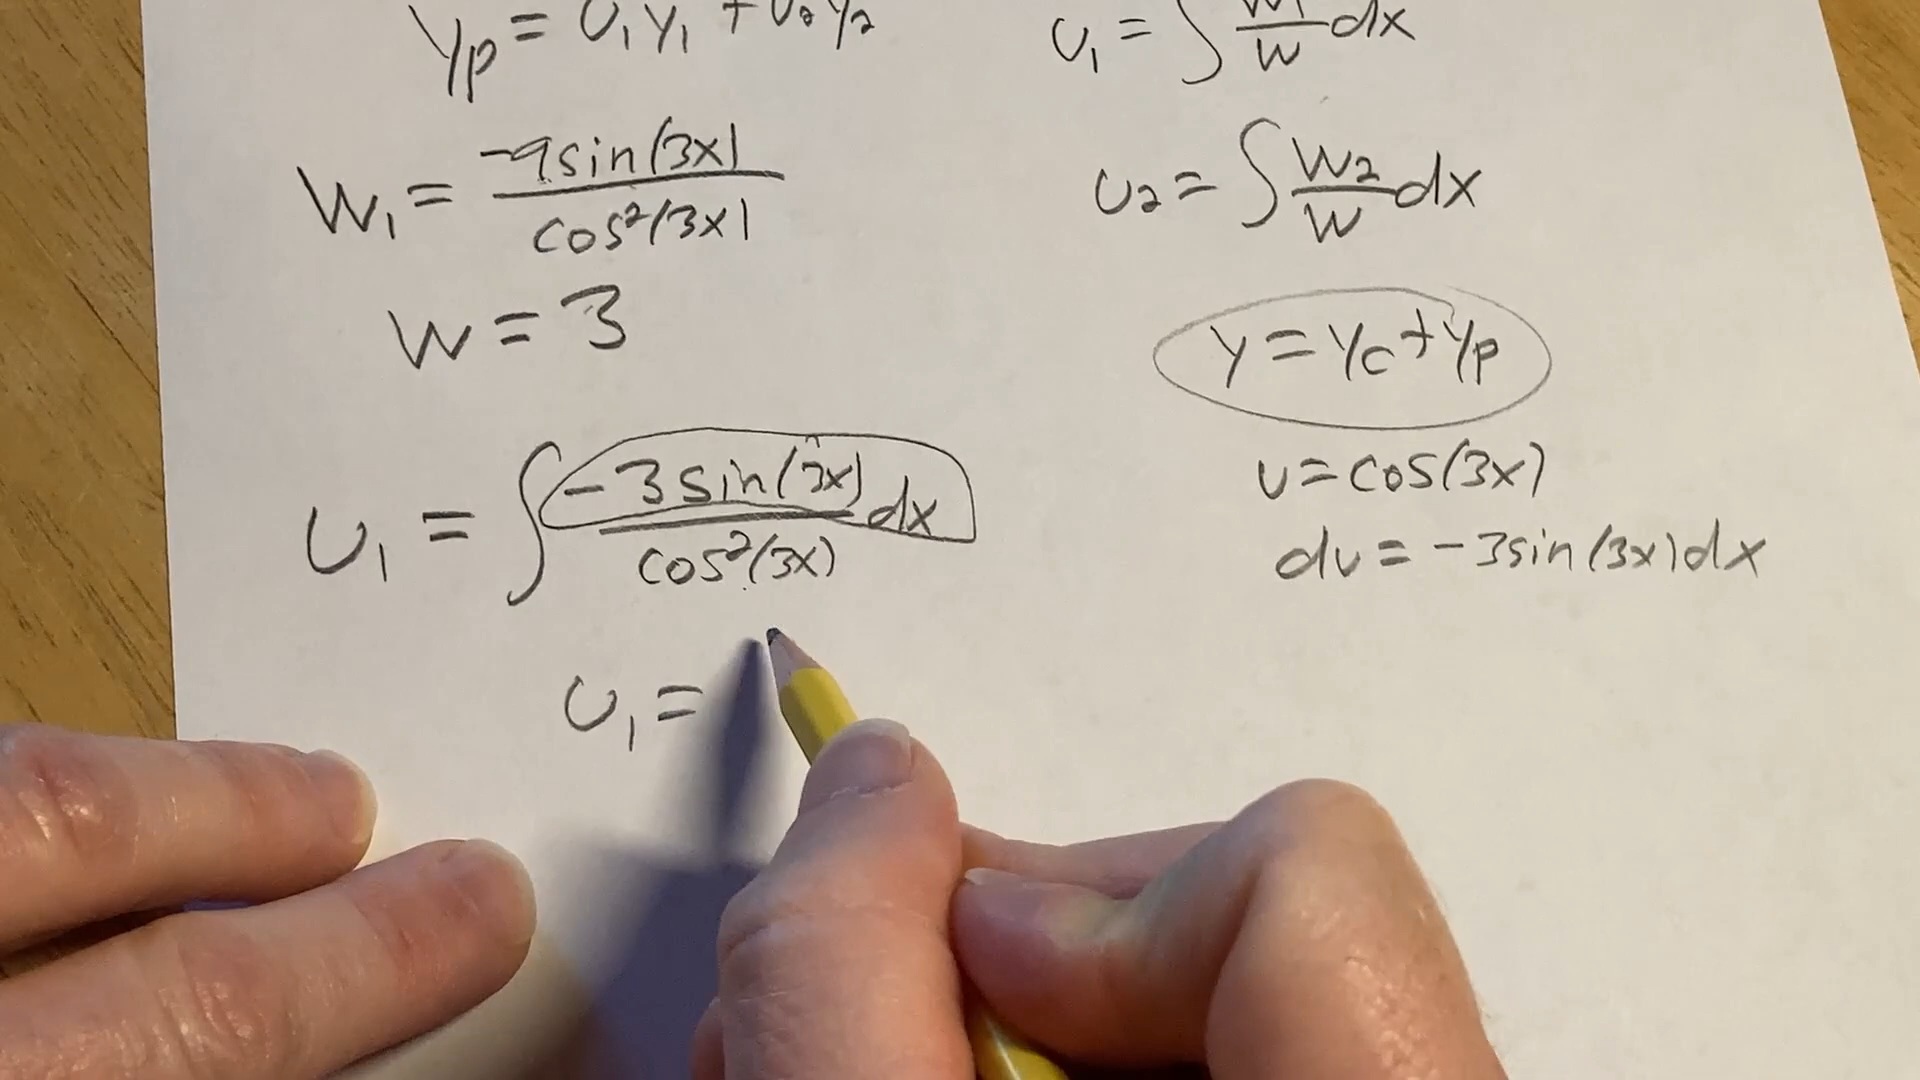 yp = u₁y₁ + u₂y₂
u₁ = ∫ W₁/W dx
W₁ = -9sin(3x)/cos²(3x)
u₂ = ∫ W₂/W dx
W = 3
y = yc + yp
u₁ = ∫ -3sin(3x)/cos²(3x) dx
u = cos(3x)
du = -3sin(3x)dx
u₁ =